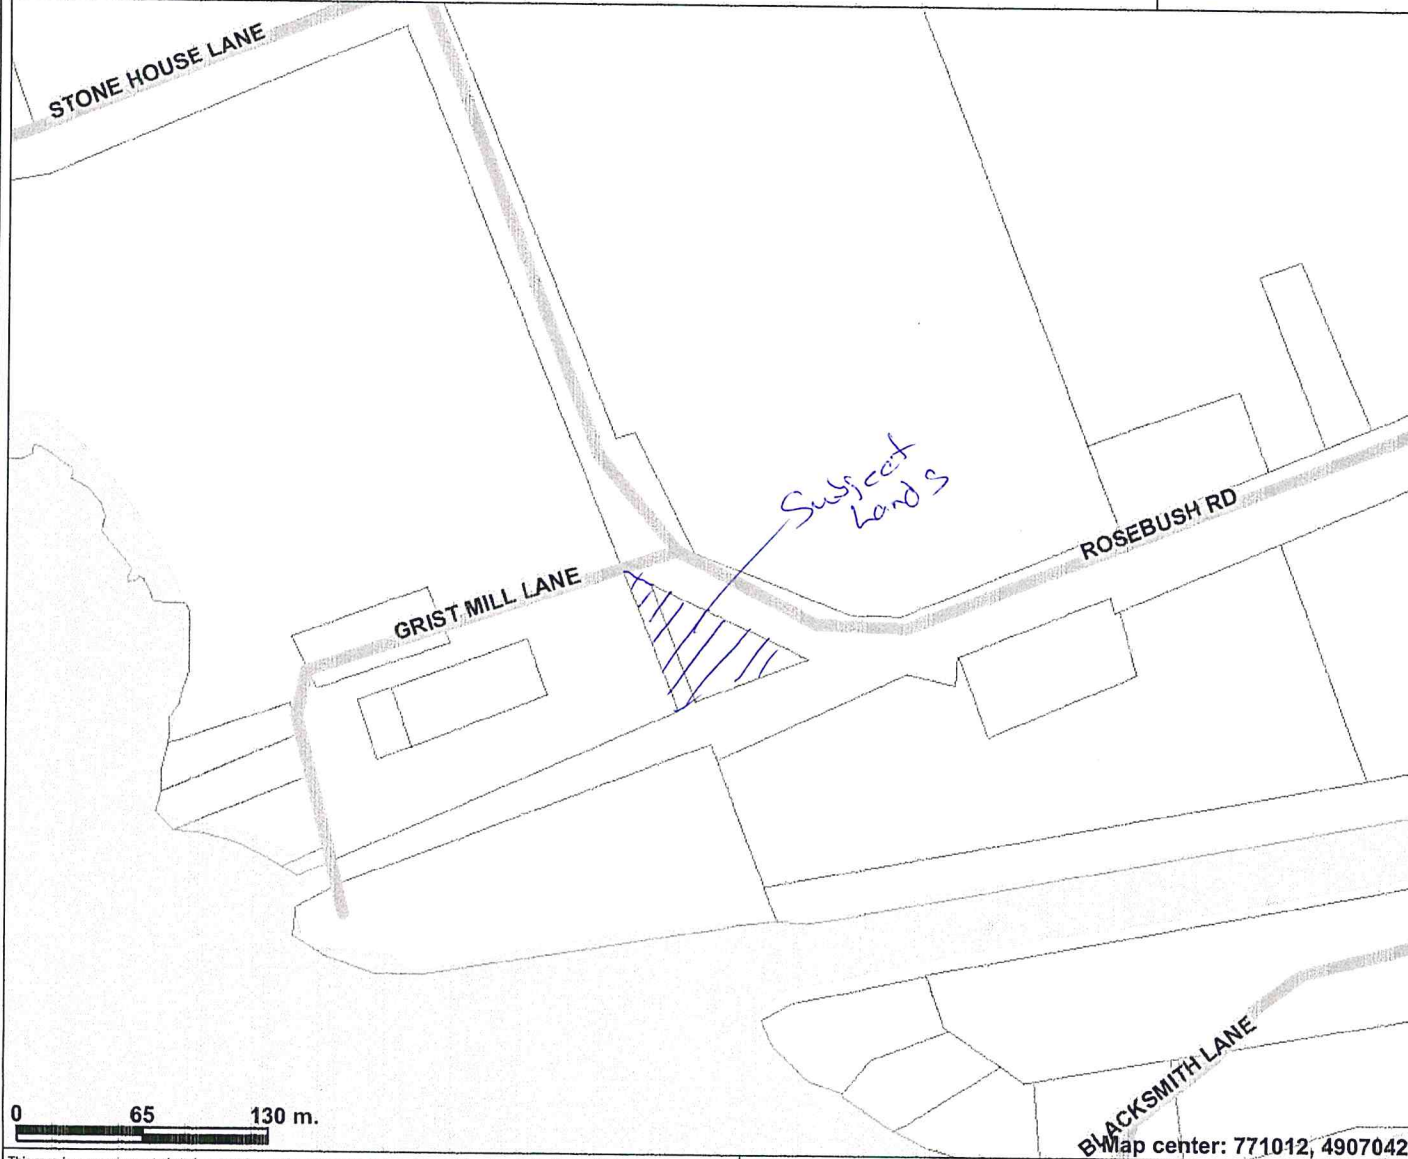 STONE HOUSE LANE
Subject
Lands
ROSEBUSH RD
GRIST MILL LANE
BLACKSMITH LANE
0 65 130 m.
Map center: 771012, 4907042